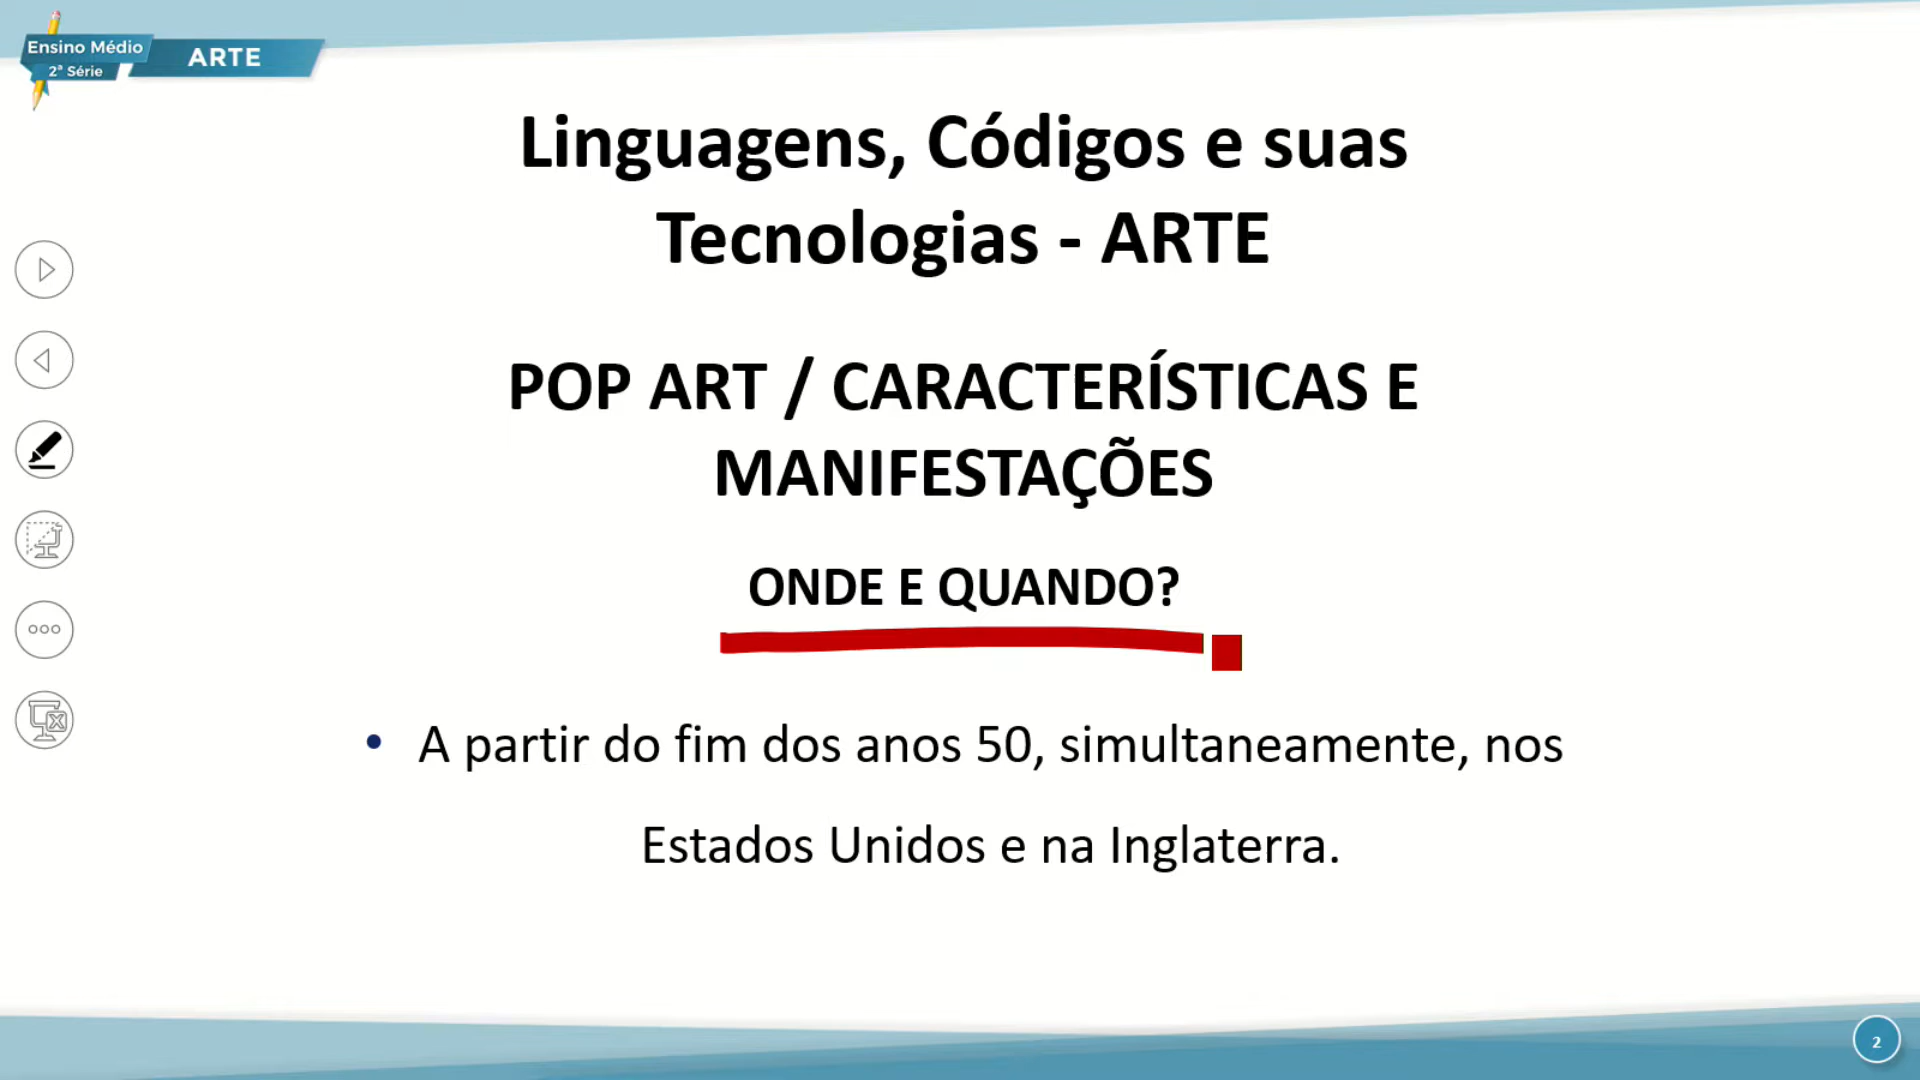 Ensino Médio
2ª Série
ARTE
Linguagens, Códigos e suas
Tecnologias - ARTE
POP ART / CARACTERÍSTICAS E
MANIFESTAÇÕES
ONDE E QUANDO?
• A partir do fim dos anos 50, simultaneamente, nos
Estados Unidos e na Inglaterra.
2